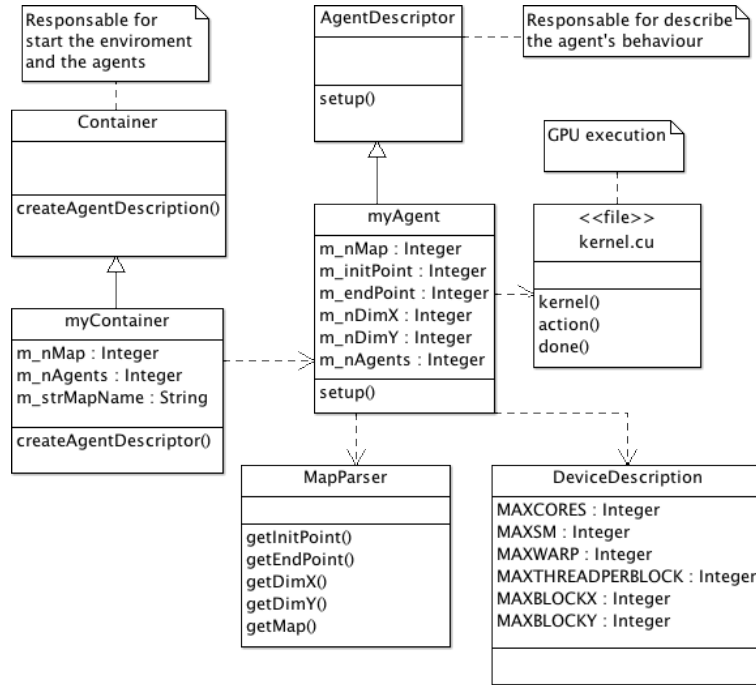 Responsable for
start the enviroment
and the agents
AgentDescriptor
setup()
Responsable for describe
the agent's behaviour
Container
createAgentDescription()
GPU execution
myAgent
m_nMap : Integer
m_initPoint : Integer
m_endPoint : Integer
m_nDimX : Integer
m_nDimY : Integer
m_nAgents : Integer
setup()
<<file>>
kernel.cu
kernel()
action()
done()
myContainer
m_nMap : Integer
m_nAgents : Integer
m_strMapName : String
createAgentDescriptor()
MapParser
getInitPoint()
getEndPoint()
getDimX()
getDimY()
getMap()
DeviceDescription
MAXCORES : Integer
MAXSM : Integer
MAXWARP : Integer
MAXTHREADPERBLOCK : Integer
MAXBLOCKX : Integer
MAXBLOCKY : Integer